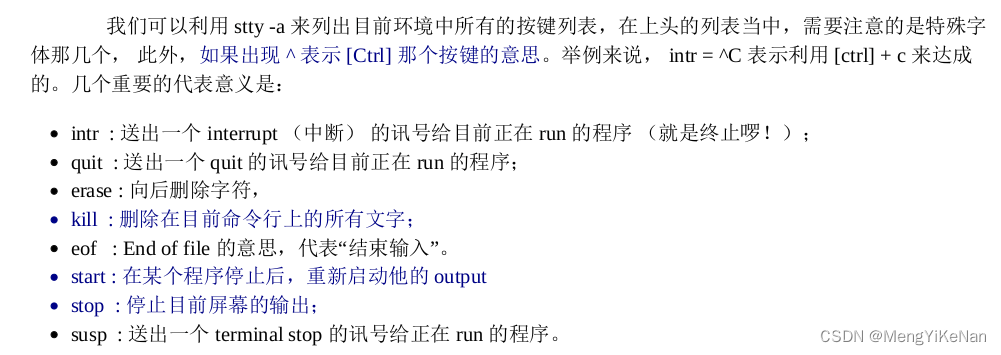 我们可以利用 stty -a 来列出目前环境中所有的按键列表，在上头的列表当中，需要注意的是特殊字
体那几个， 此外，如果出现 ^ 表示 [Ctrl] 那个按键的意思。举例来说， intr = ^C 表示利用 [ctrl] + c 来达成
的。几个重要的代表意义是：
• intr : 送出一个 interrupt （中断） 的讯号给目前正在 run 的程序 （就是终止啰！）；
• quit : 送出一个 quit 的讯号给目前正在 run 的程序；
• erase : 向后删除字符，
• kill : 删除在目前命令行上的所有文字；
• eof : End of file 的意思，代表“结束输入”。
• start : 在某个程序停止后，重新启动他的 output
• stop : 停止目前屏幕的输出；
• susp : 送出一个 terminal stop 的讯号给正在 run 的程序。
CSDN @MengYiKeNan